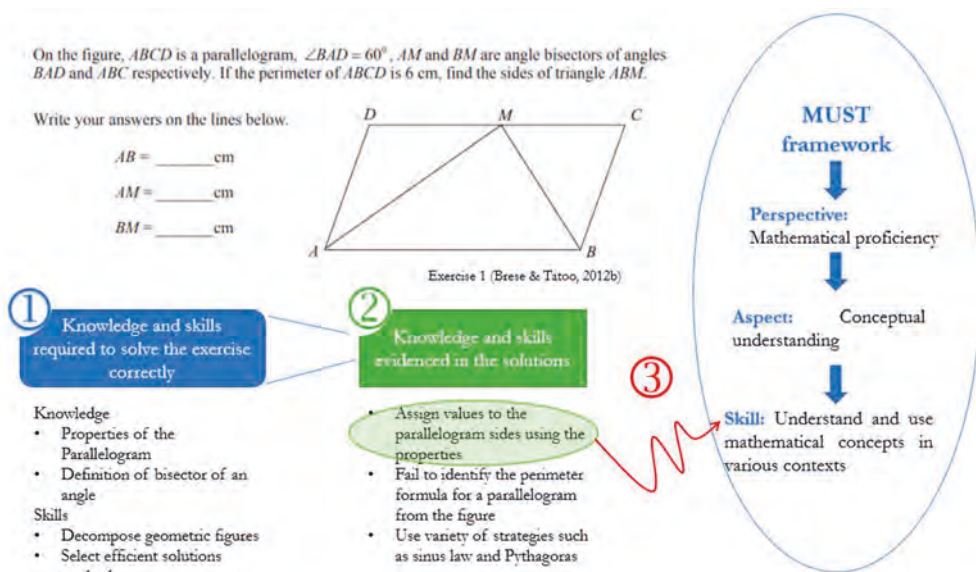 On the figure, ABCD is a parallelogram, ∠BAD = 60°, AM and BM are angle bisectors of angles
BAD and ABC respectively. If the perimeter of ABCD is 6 cm, find the sides of triangle ABM.
Write your answers on the lines below.
AB = ______cm
AM = ______cm
BM = ______cm
D
M
C
A
B
Exercise 1 (Brese & Tatoo, 2012b)
1
Knowledge and skills
required to solve the exercise
correctly
Knowledge
• Properties of the
Parallelogram
• Definition of bisector of an
angle
Skills
• Decompose geometric figures
• Select efficient solutions
2
Knowledge and skills
evidenced in the solutions
• Assign values to the
parallelogram sides using the
properties
• Fail to identify the perimeter
formula for a parallelogram
from the figure
• Use variety of strategies such
as sinus law and Pythagoras
3
MUST
framework
Perspective:
Mathematical proficiency
Aspect: Conceptual
understanding
Skill: Understand and use
mathematical concepts in
various contexts